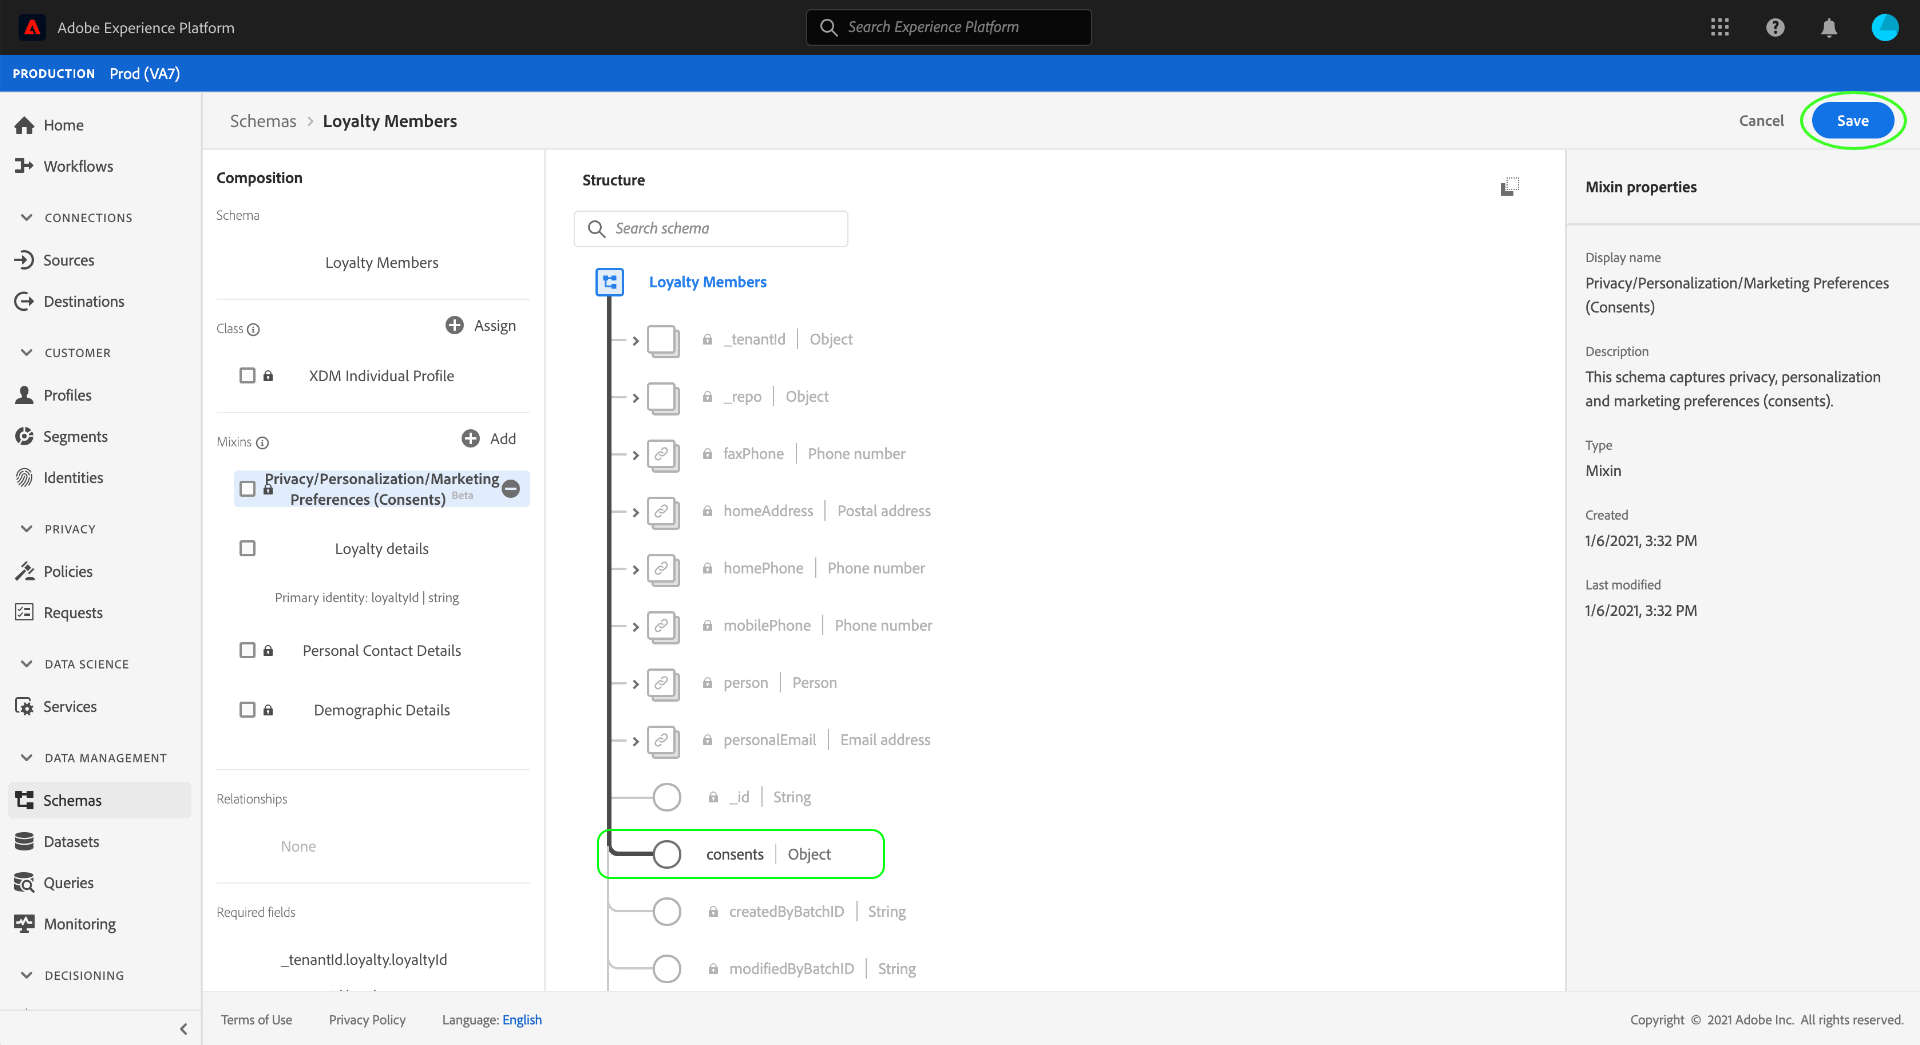 Adobe Experience Platform
Search Experience Platform
PRODUCTION Prod (VA7)
Home
Workflows
CONNECTIONS
Sources
Destinations
CUSTOMER
Profiles
Segments
Identities
PRIVACY
Policies
Requests
DATA SCIENCE
Services
DATA MANAGEMENT
Schemas
Datasets
Queries
Monitoring
DECISIONING
Schemas > Loyalty Members
Cancel
Save
Composition
Schema
Loyalty Members
Class
Assign
XDM Individual Profile
Mixins
Add
Privacy/Personalization/Marketing
Preferences (Consents) Beta
Loyalty details
Primary identity: loyaltyId | string
Personal Contact Details
Demographic Details
Relationships
None
Required fields
_tenantId.loyalty.loyaltyId
Structure
Search schema
Loyalty Members
_tenantId | Object
_repo | Object
faxPhone | Phone number
homeAddress | Postal address
homePhone | Phone number
mobilePhone | Phone number
person | Person
personalEmail | Email address
_id | String
consents | Object
createdByBatchID | String
modifiedByBatchID | String
Mixin properties
Display name
Privacy/Personalization/Marketing Preferences
(Consents)
Description
This schema captures privacy, personalization
and marketing preferences (consents).
Type
Mixin
Created
1/6/2021, 3:32 PM
Last modified
1/6/2021, 3:32 PM
Terms of Use
Privacy Policy
Language: English
Copyright © 2021 Adobe Inc. All rights reserved.